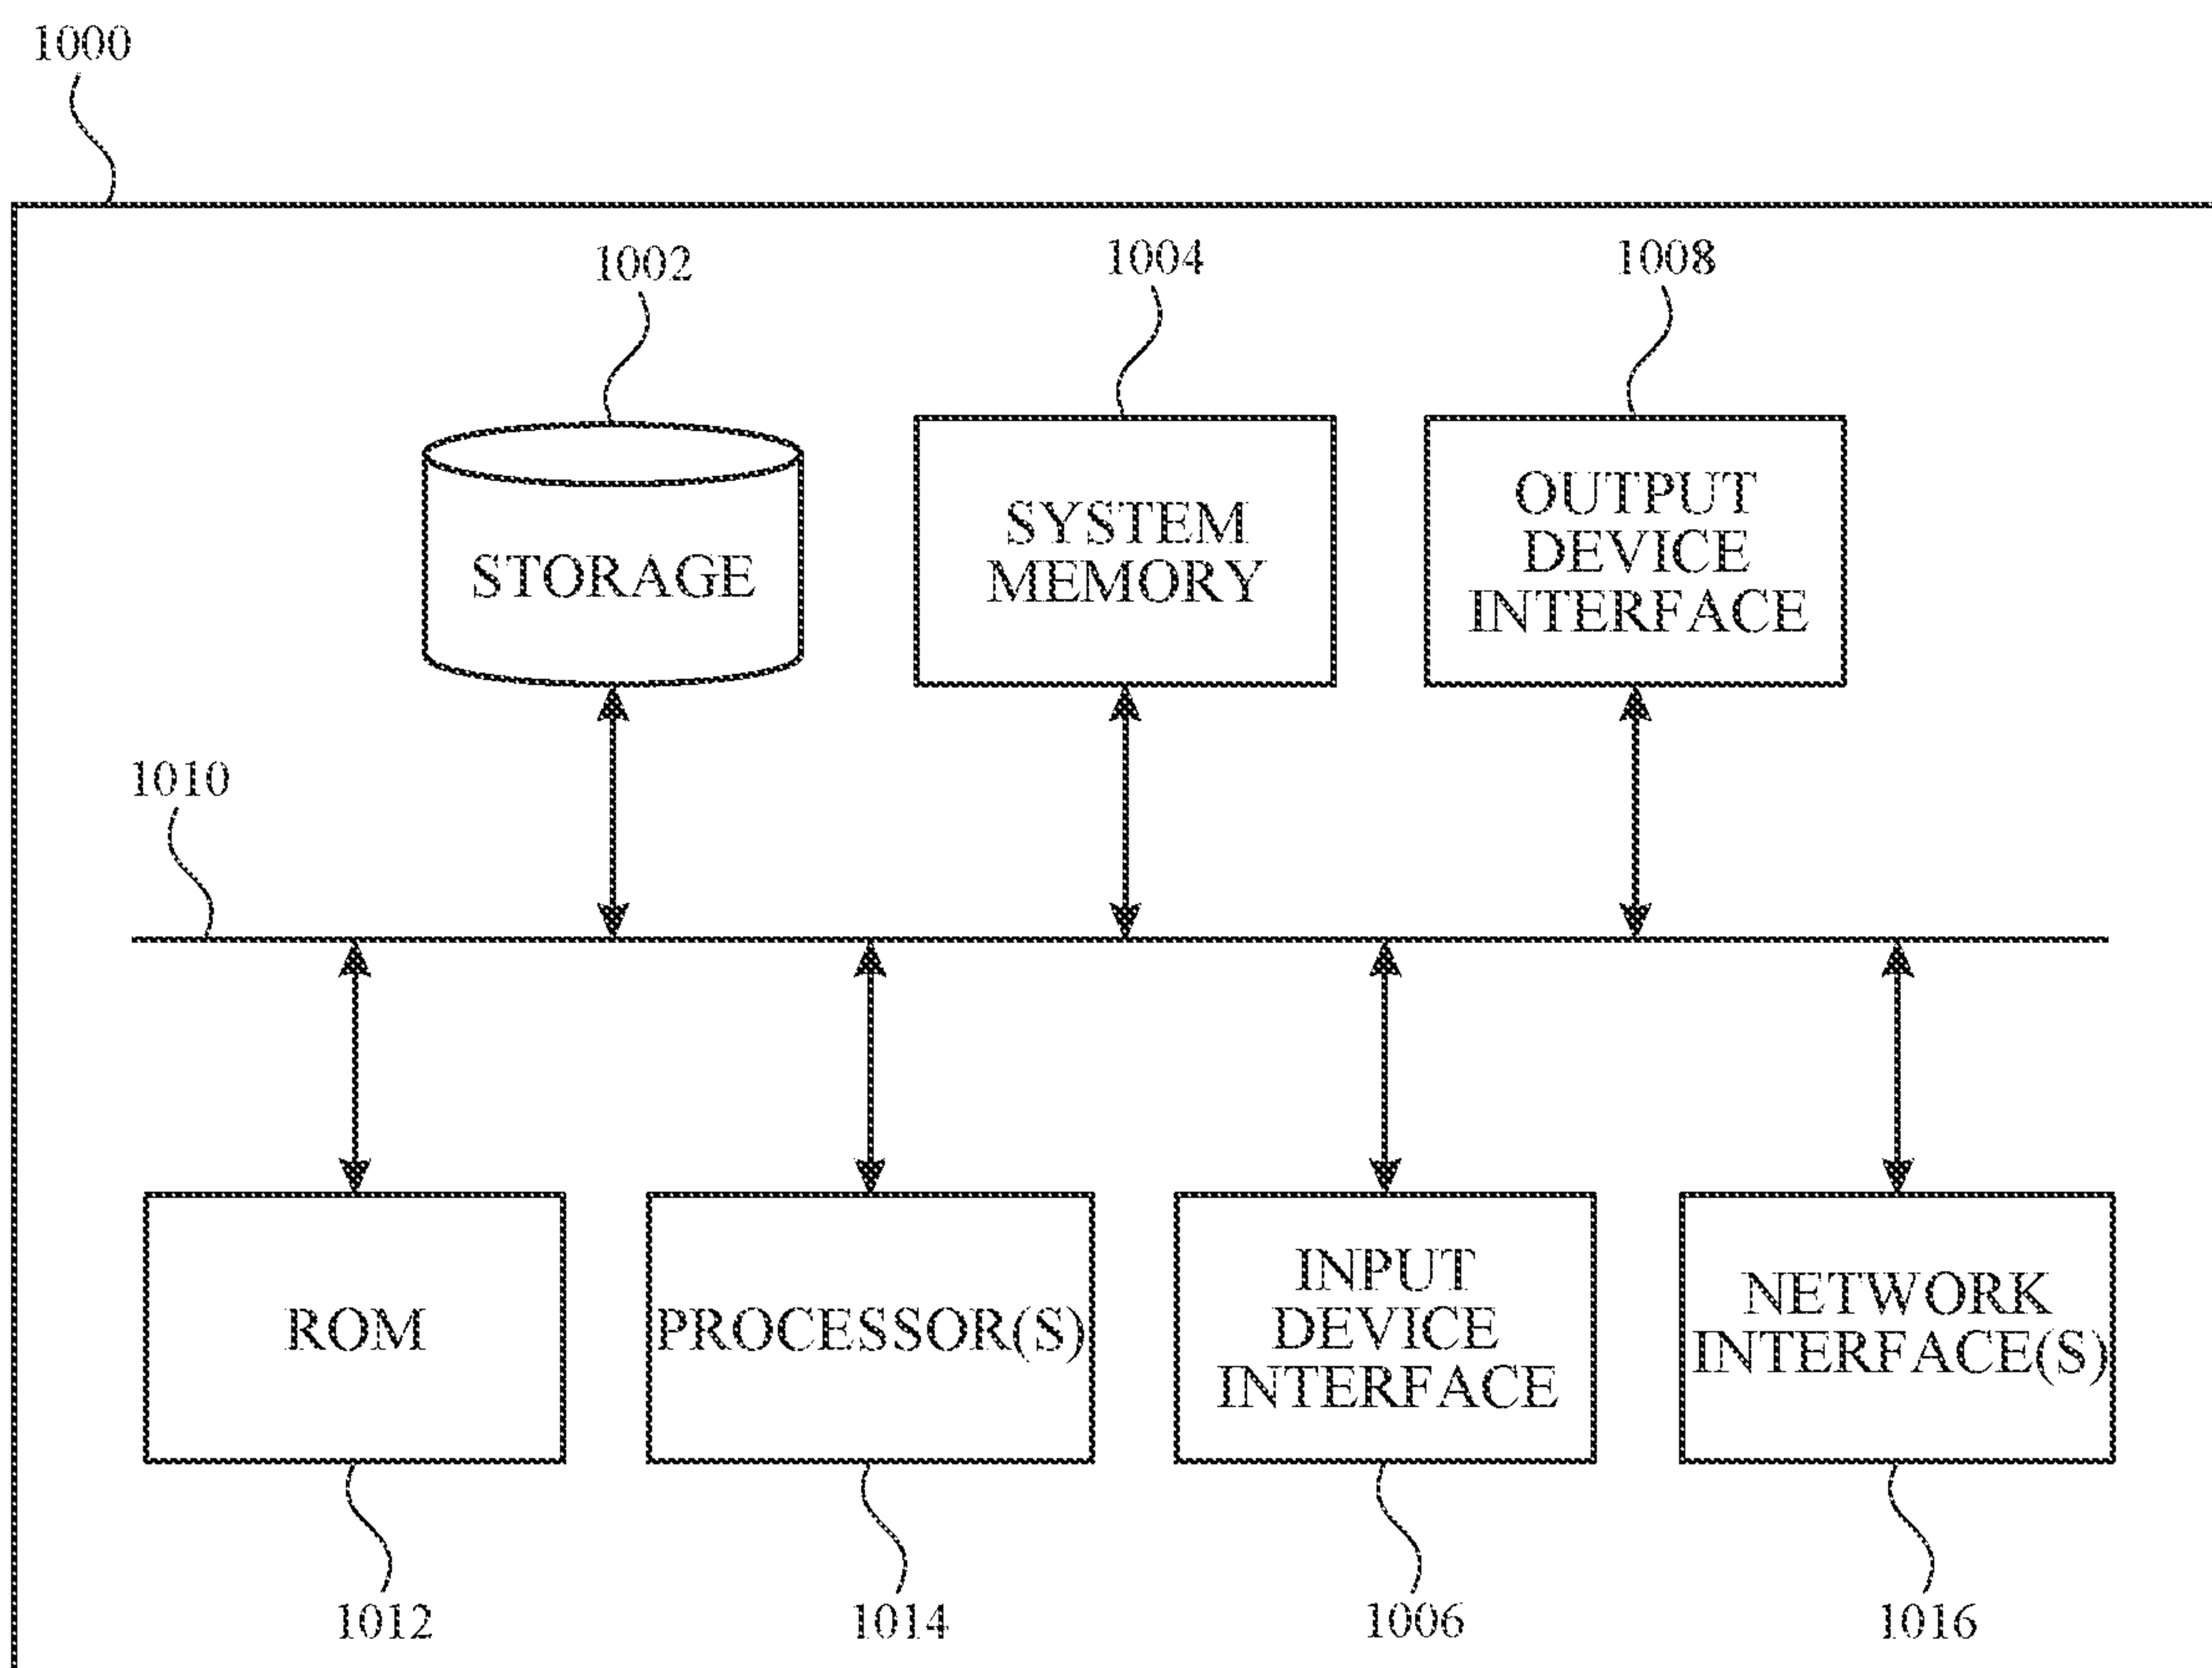 1000
1002
1004
1008
STORAGE
SYSTEM
MEMORY
OUTPUT
DEVICE
INTERFACE
1010
ROM
PROCESSOR(S)
INPUT
DEVICE
INTERFACE
NETWORK
INTERFACE(S)
1012
1014
1006
1016